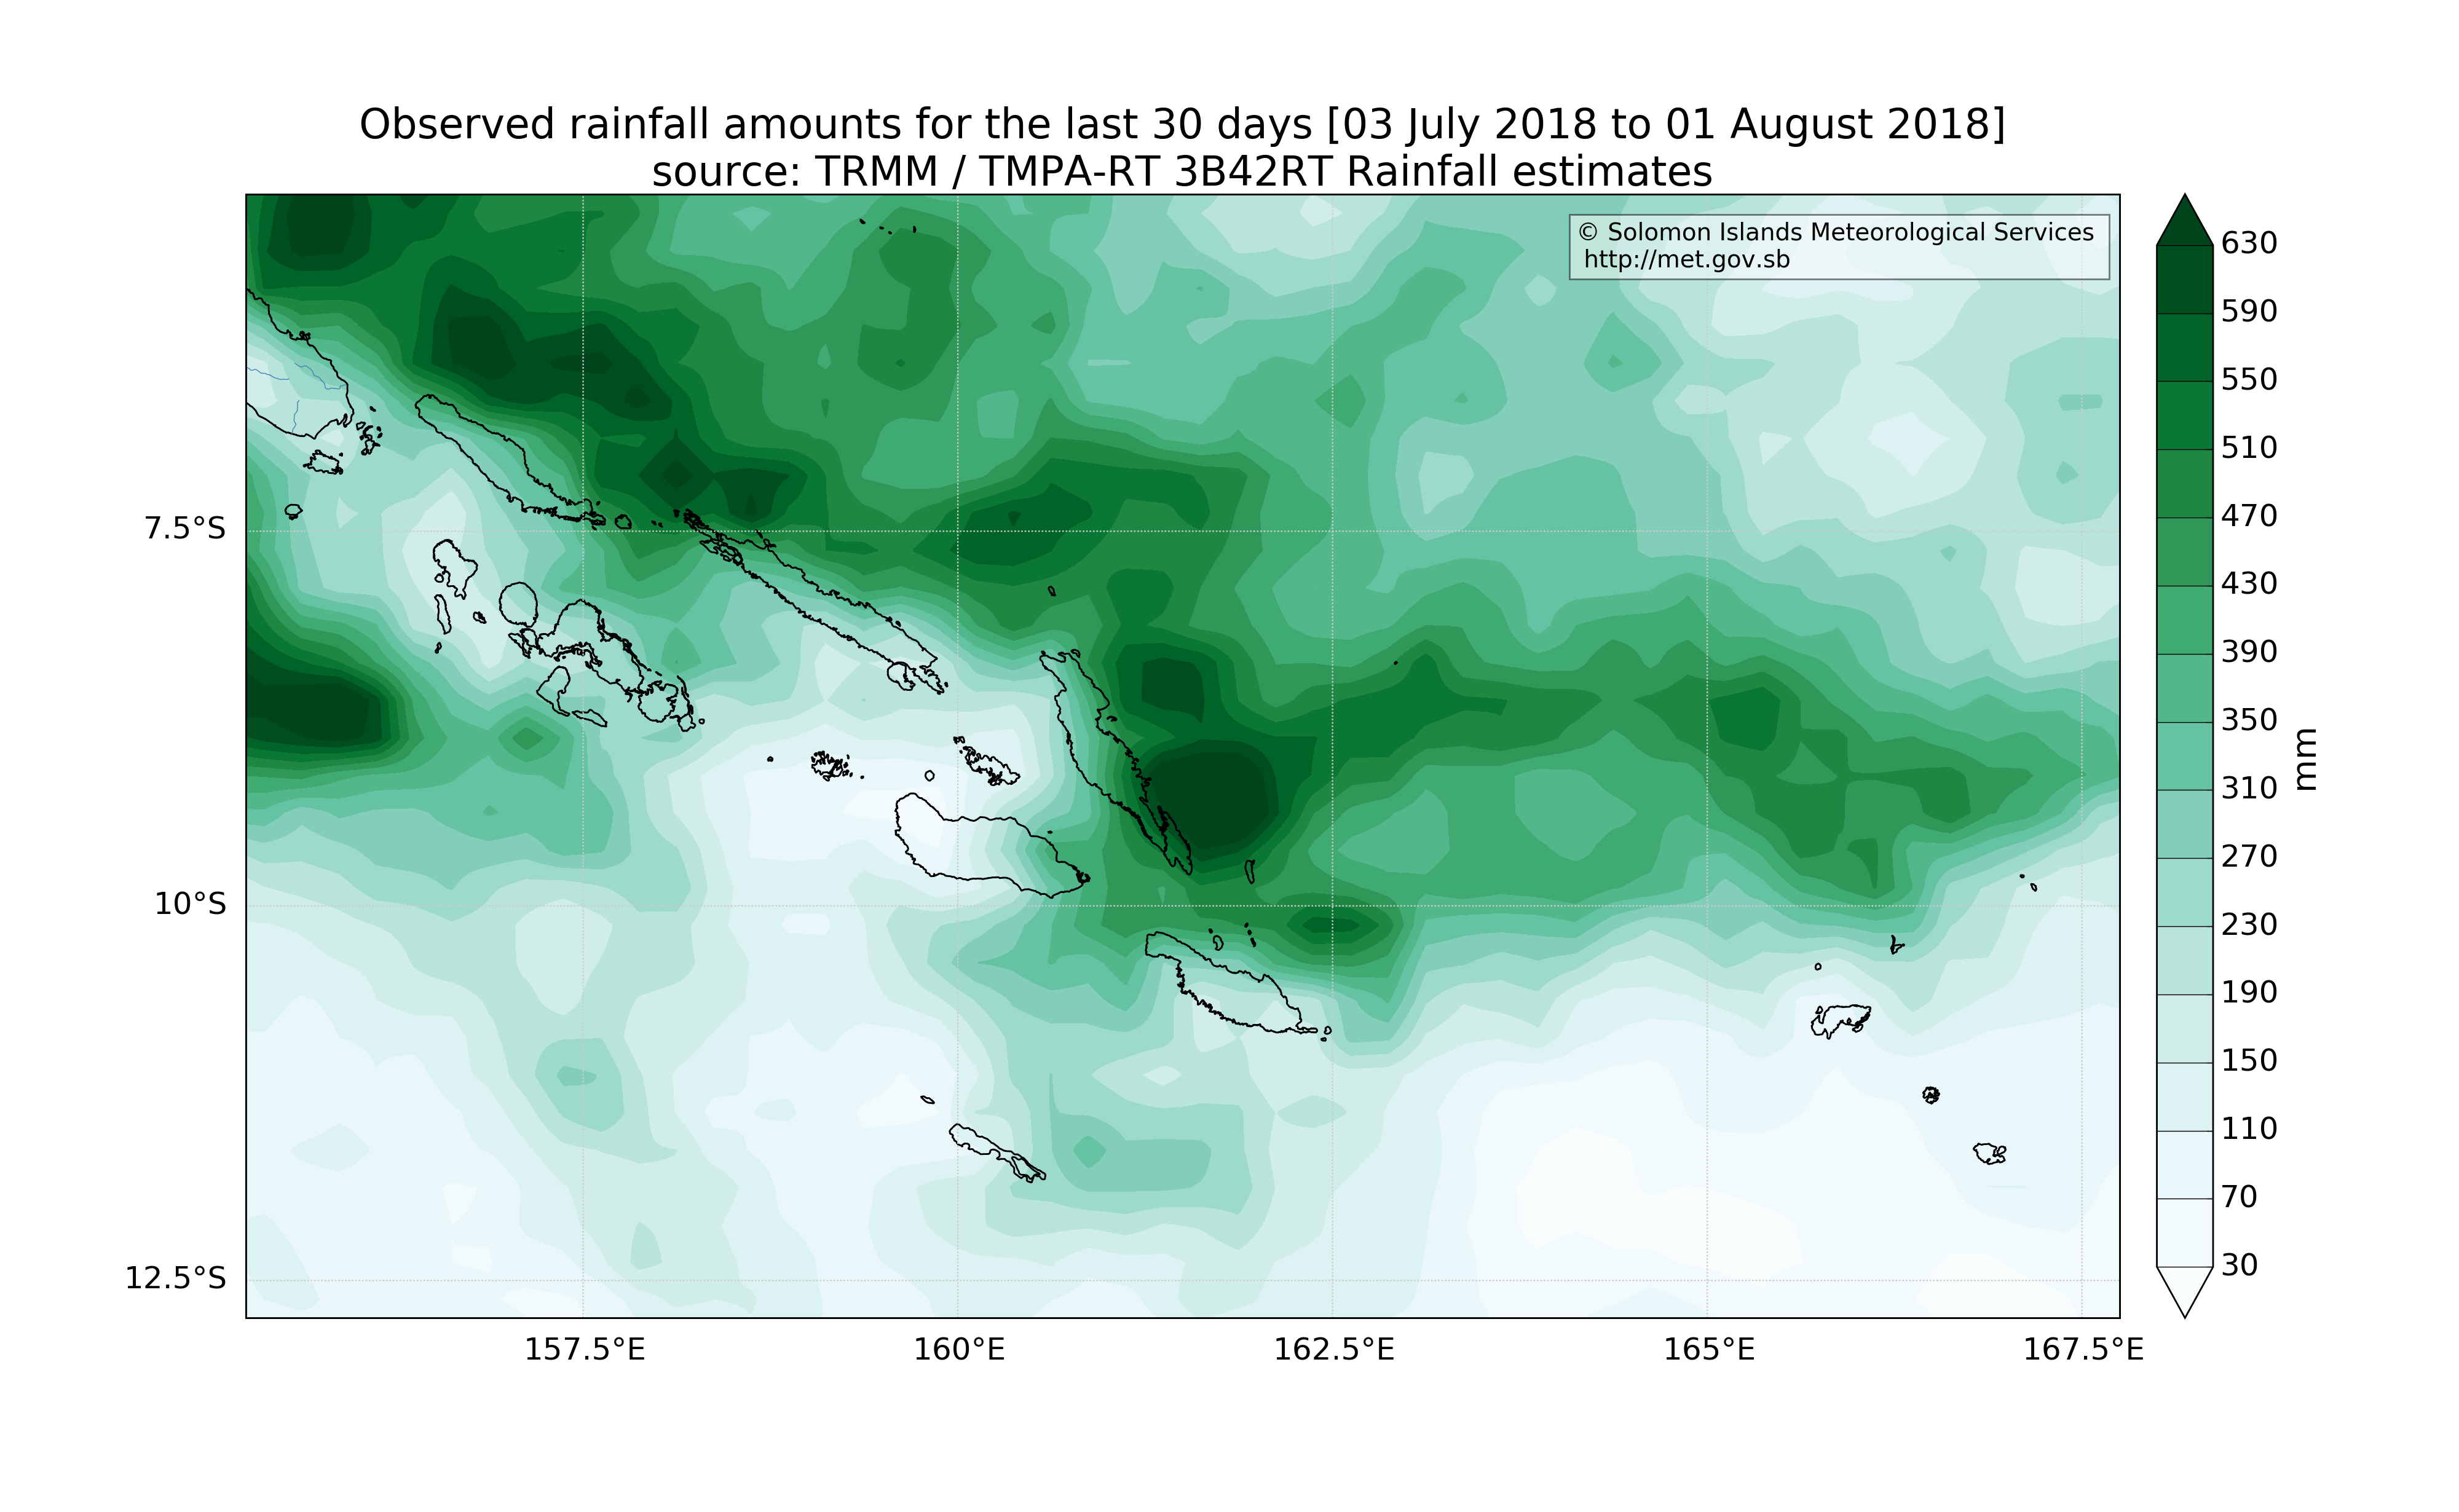 Observed rainfall amounts for the last 30 days [03 July 2018 to 01 August 2018]
source: TRMM / TMPA-RT 3B42RT Rainfall estimates
© Solomon Islands Meteorological Services
http://met.gov.sb
7.5°S
10°S
12.5°S
157.5°E
160°E
162.5°E
165°E
167.5°E
630
590
550
510
470
430
390
350
310
270
230
190
150
110
70
30
mm